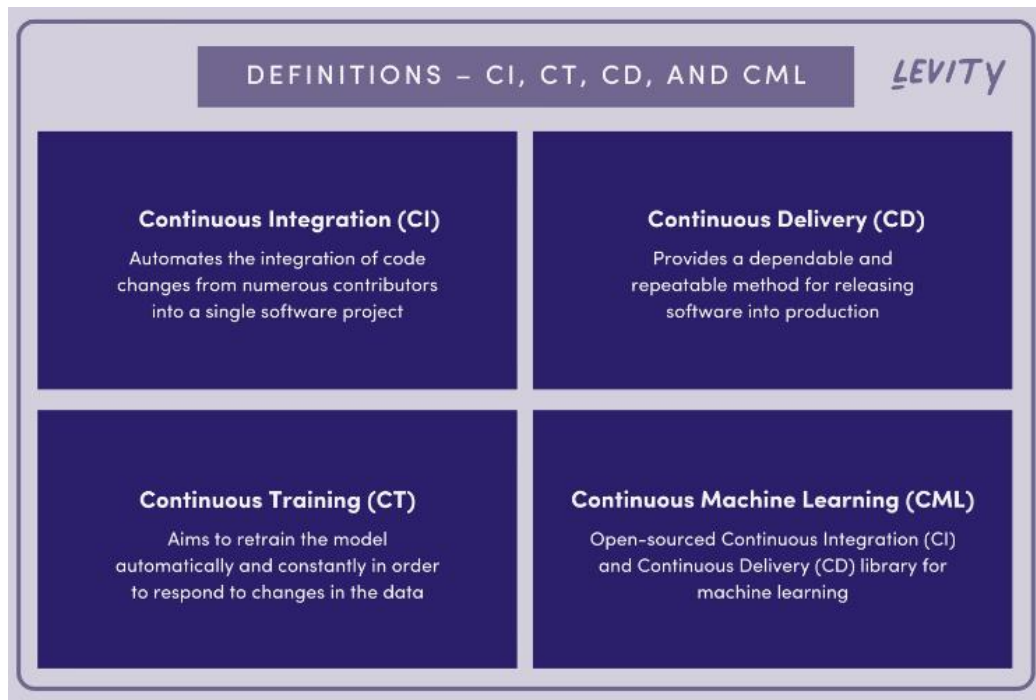 DEFINITIONS – CI, CT, CD, AND CML
LEVITY
Continuous Integration (CI)
Automates the integration of code
changes from numerous contributors
into a single software project
Continuous Delivery (CD)
Provides a dependable and
repeatable method for releasing
software into production
Continuous Training (CT)
Aims to retrain the model
automatically and constantly in order
to respond to changes in the data
Continuous Machine Learning (CML)
Open-sourced Continuous Integration (CI)
and Continuous Delivery (CD) library for
machine learning